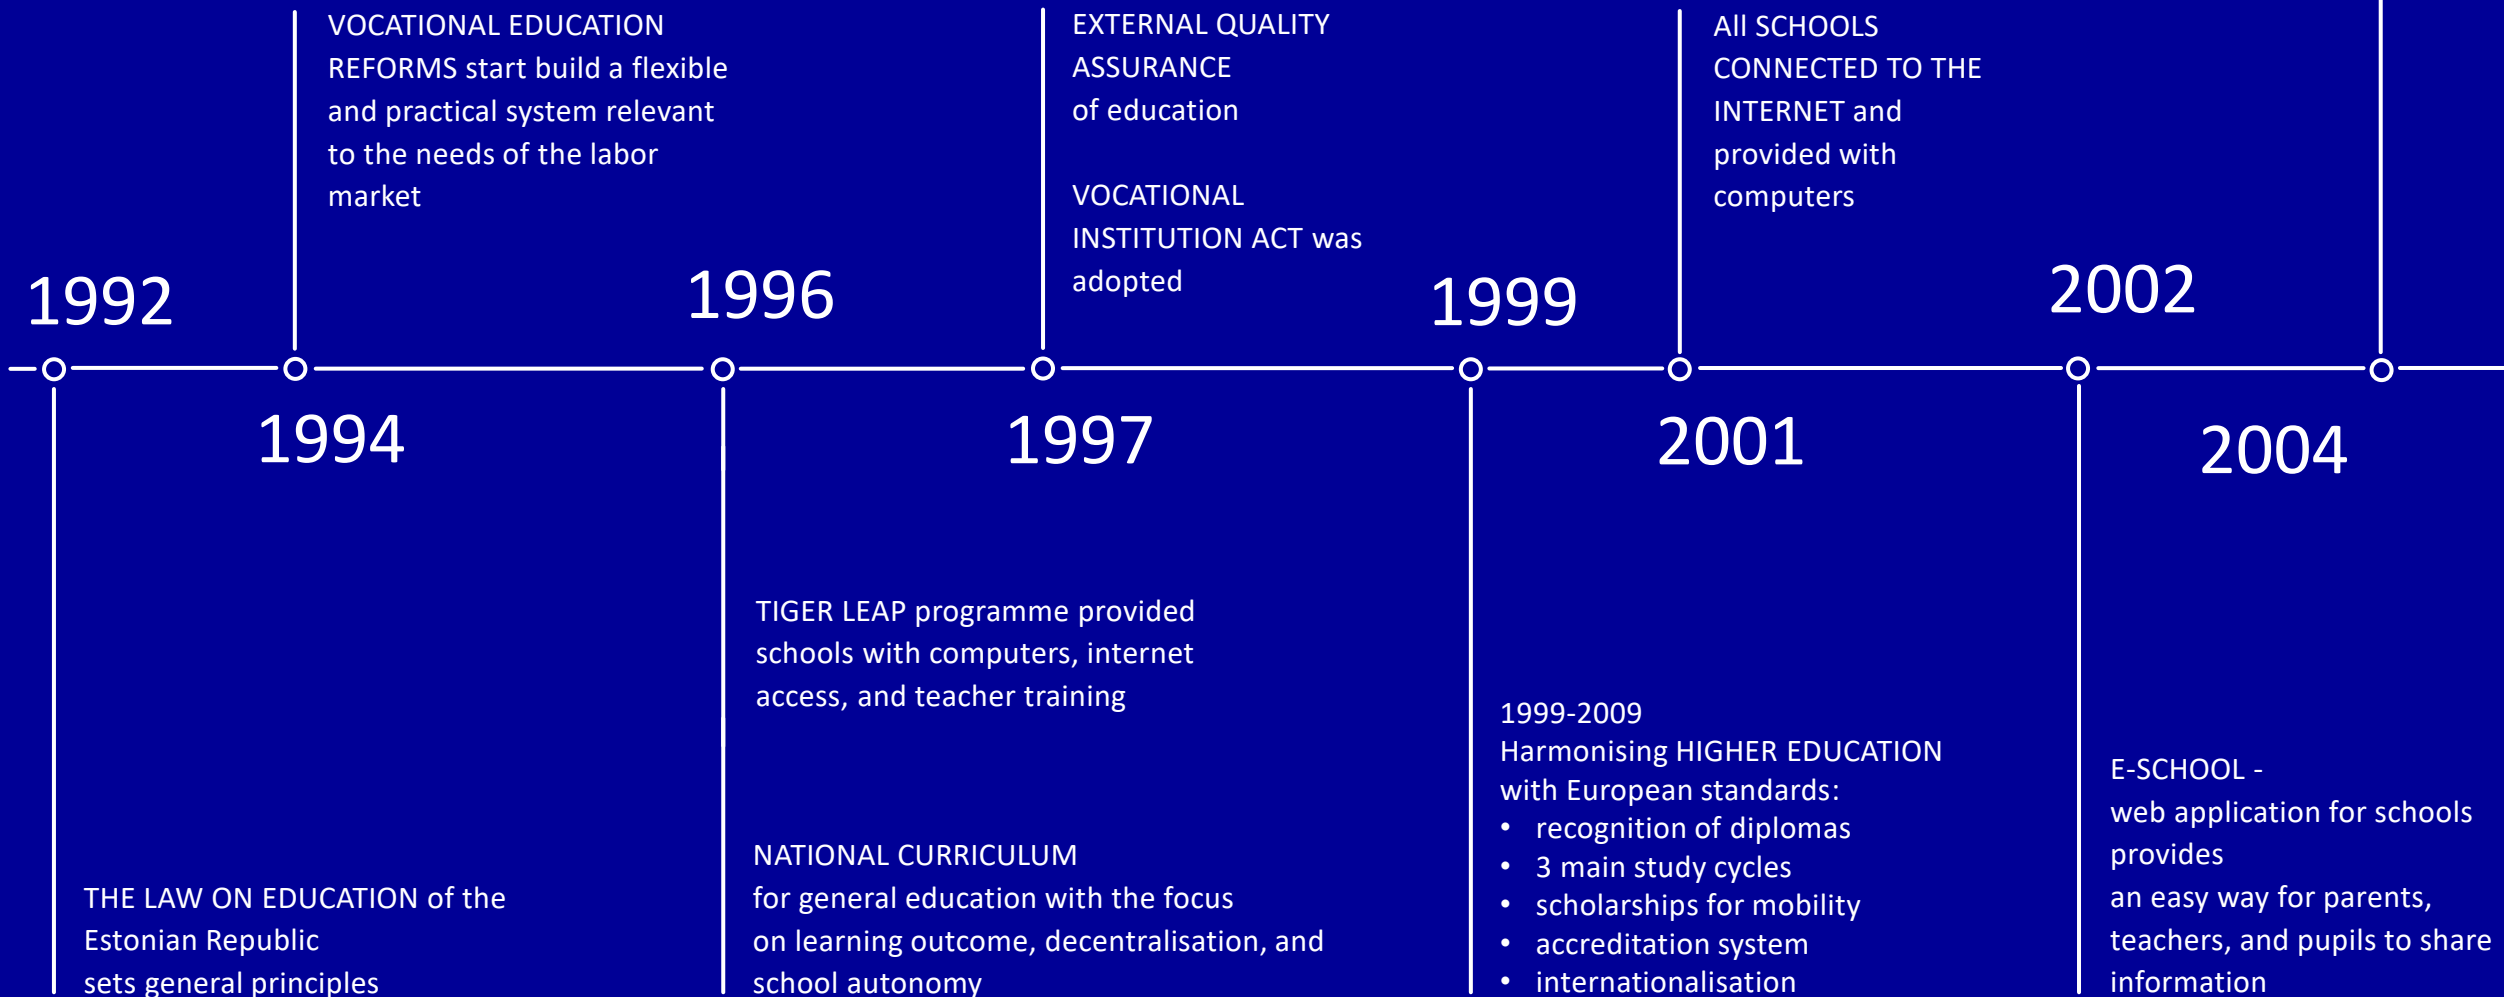 VOCATIONAL EDUCATION
REFORMS start build a flexible
and practical system relevant
to the needs of the labor
market
EXTERNAL QUALITY
ASSURANCE
of education
VOCATIONAL
INSTITUTION ACT was
adopted
All SCHOOLS
CONNECTED TO THE
INTERNET and
provided with
computers
1992
1996
1999
2002
1994
1997
2001
2004
THE LAW ON EDUCATION of the
Estonian Republic
sets general principles
TIGER LEAP programme provided
schools with computers, internet
access, and teacher training
NATIONAL CURRICULUM
for general education with the focus
on learning outcome, decentralisation, and
school autonomy
1999-2009
Harmonising HIGHER EDUCATION
with European standards:
• recognition of diplomas
• 3 main study cycles
• scholarships for mobility
• accreditation system
• internationalisation
E-SCHOOL -
web application for schools
provides
an easy way for parents,
teachers, and pupils to share
information